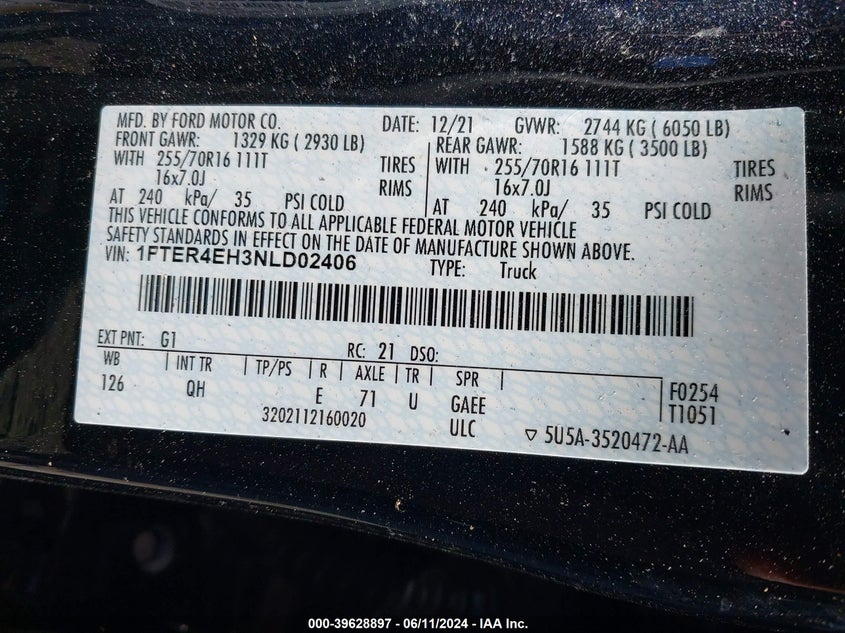 MFD. BY FORD MOTOR CO. DATE: 12/21 GVWR: 2744 KG ( 6050 LB)
FRONT GAWR: 1329 KG ( 2930 LB) REAR GAWR: 1588 KG ( 3500 LB)
WITH 255/70R16 111T TIRES WITH 255/70R16 111T TIRES
16x7.0J RIMS 16x7.0J RIMS
AT 240 kPa/ 35 PSI COLD AT 240 kPa/ 35 PSI COLD
THIS VEHICLE CONFORMS TO ALL APPLICABLE FEDERAL MOTOR VEHICLE
SAFETY STANDARDS IN EFFECT ON THE DATE OF MANUFACTURE SHOWN ABOVE.
VIN: 1FTER4EH3NLD02406 TYPE: Truck
EXT PNT: G1 RC: 21 DSO:
WB INT TR TP/PS R AXLE TR SPR F0254
126 QH E 71 U GAEE T1051
3202112160020 ULC ▽ 5U5A-3520472-AA
000-39628897 - 06/11/2024 - IAA Inc.